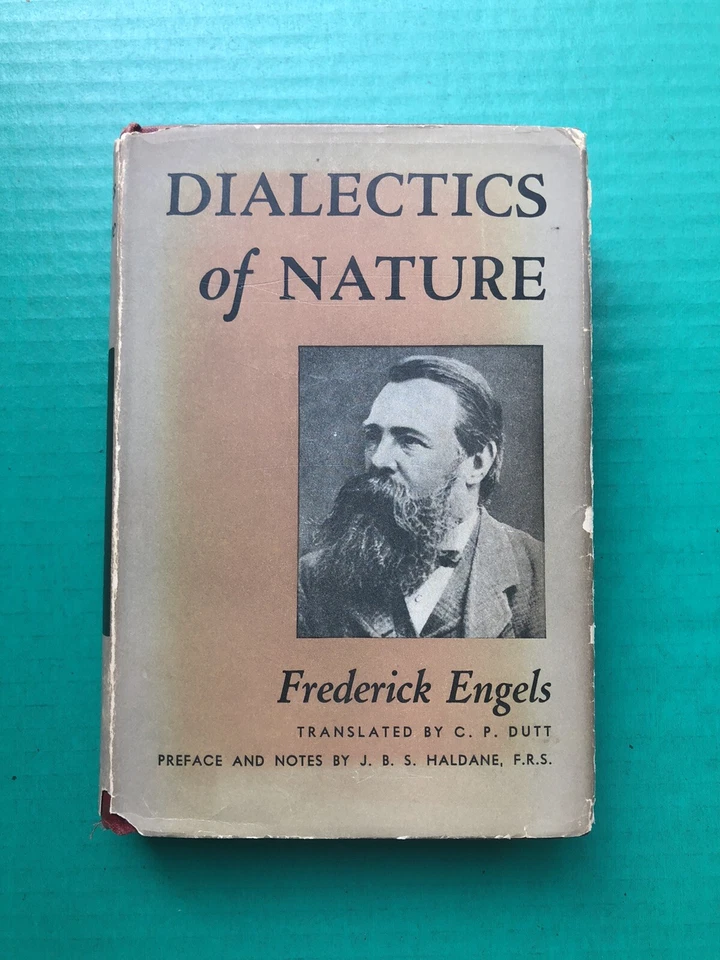 DIALECTICS
of NATURE
Frederick Engels
TRANSLATED BY C. P. DUTT
PREFACE AND NOTES BY J. B. S. HALDANE, F.R.S.